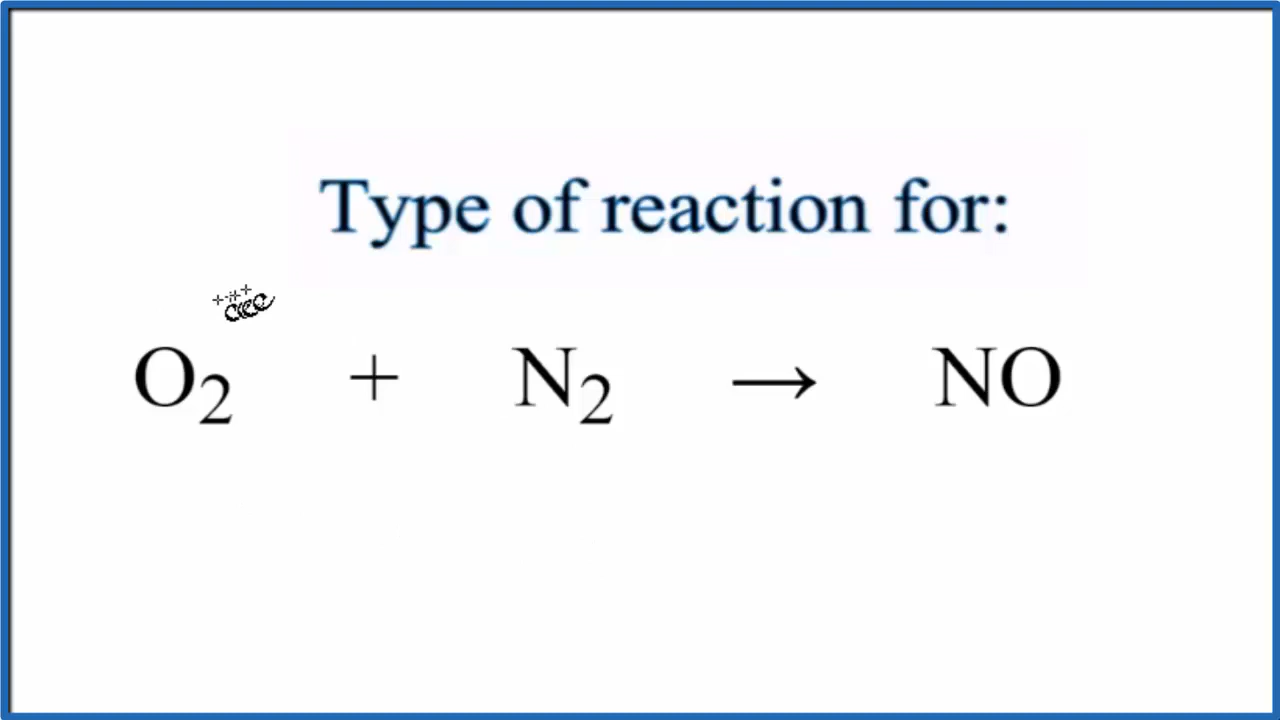 Type of reaction for:
O₂ + N₂ → NO